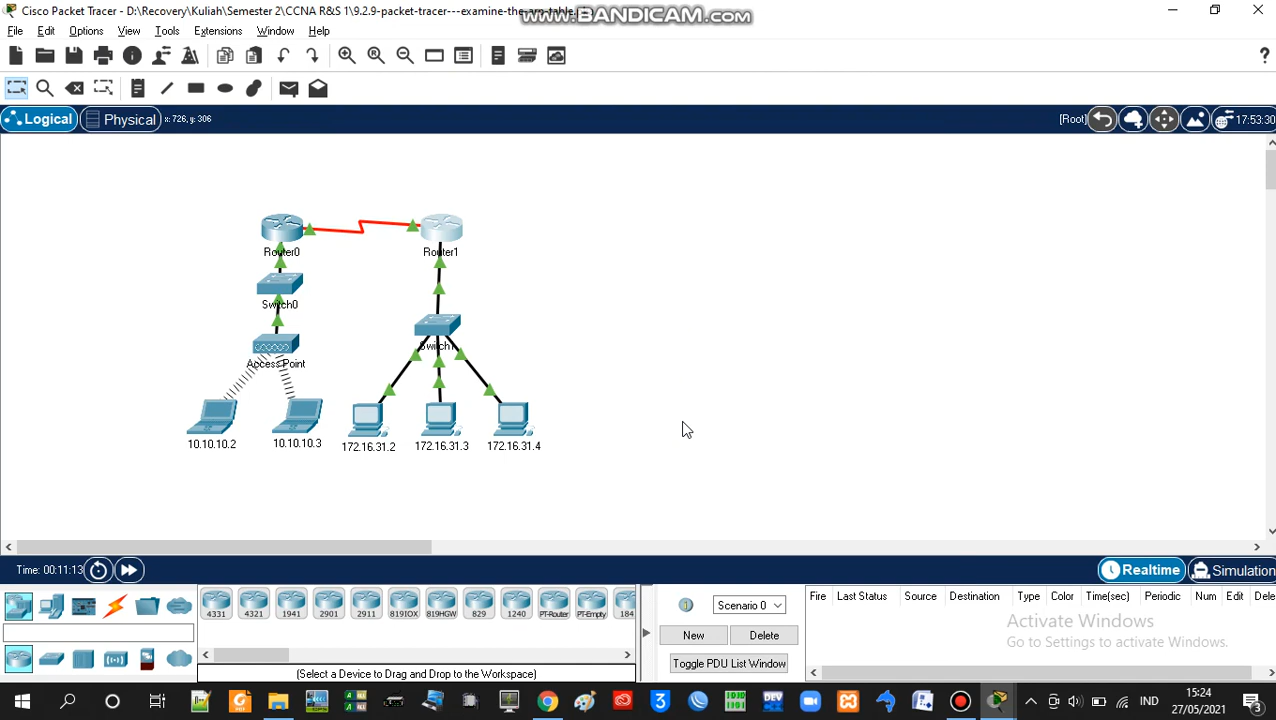 Cisco Packet Tracer - D:\Recovery\Kuliah\Semester 2\CCNA R&S 1\9.2.9-packet-tracer---examine-the-arp-table.
WWW.BANDICAM.COM
File Edit Options View Tools Extensions Window Help
?
Logical Physical x: 726, y: 306 [Root] 17:53:30
Router0 Router1
Switch0
Switch1
Access Point
10.10.10.2 10.10.10.3 172.16.31.2 172.16.31.3 172.16.31.4
Time: 00:11:13 Realtime Simulation
4331 4321 1941 2901 2911 819IOX 819HGW 829 1240 PT-Router PT-Empty 184
Scenario 0
New Delete
Toggle PDU List Window
(Select a Device to Drag and Drop to the Workspace)
Fire Last Status Source Destination Type Color Time(sec) Periodic Num Edit Dele
Activate Windows
Go to Settings to activate Windows.
IND 15:24
27/05/2021 3